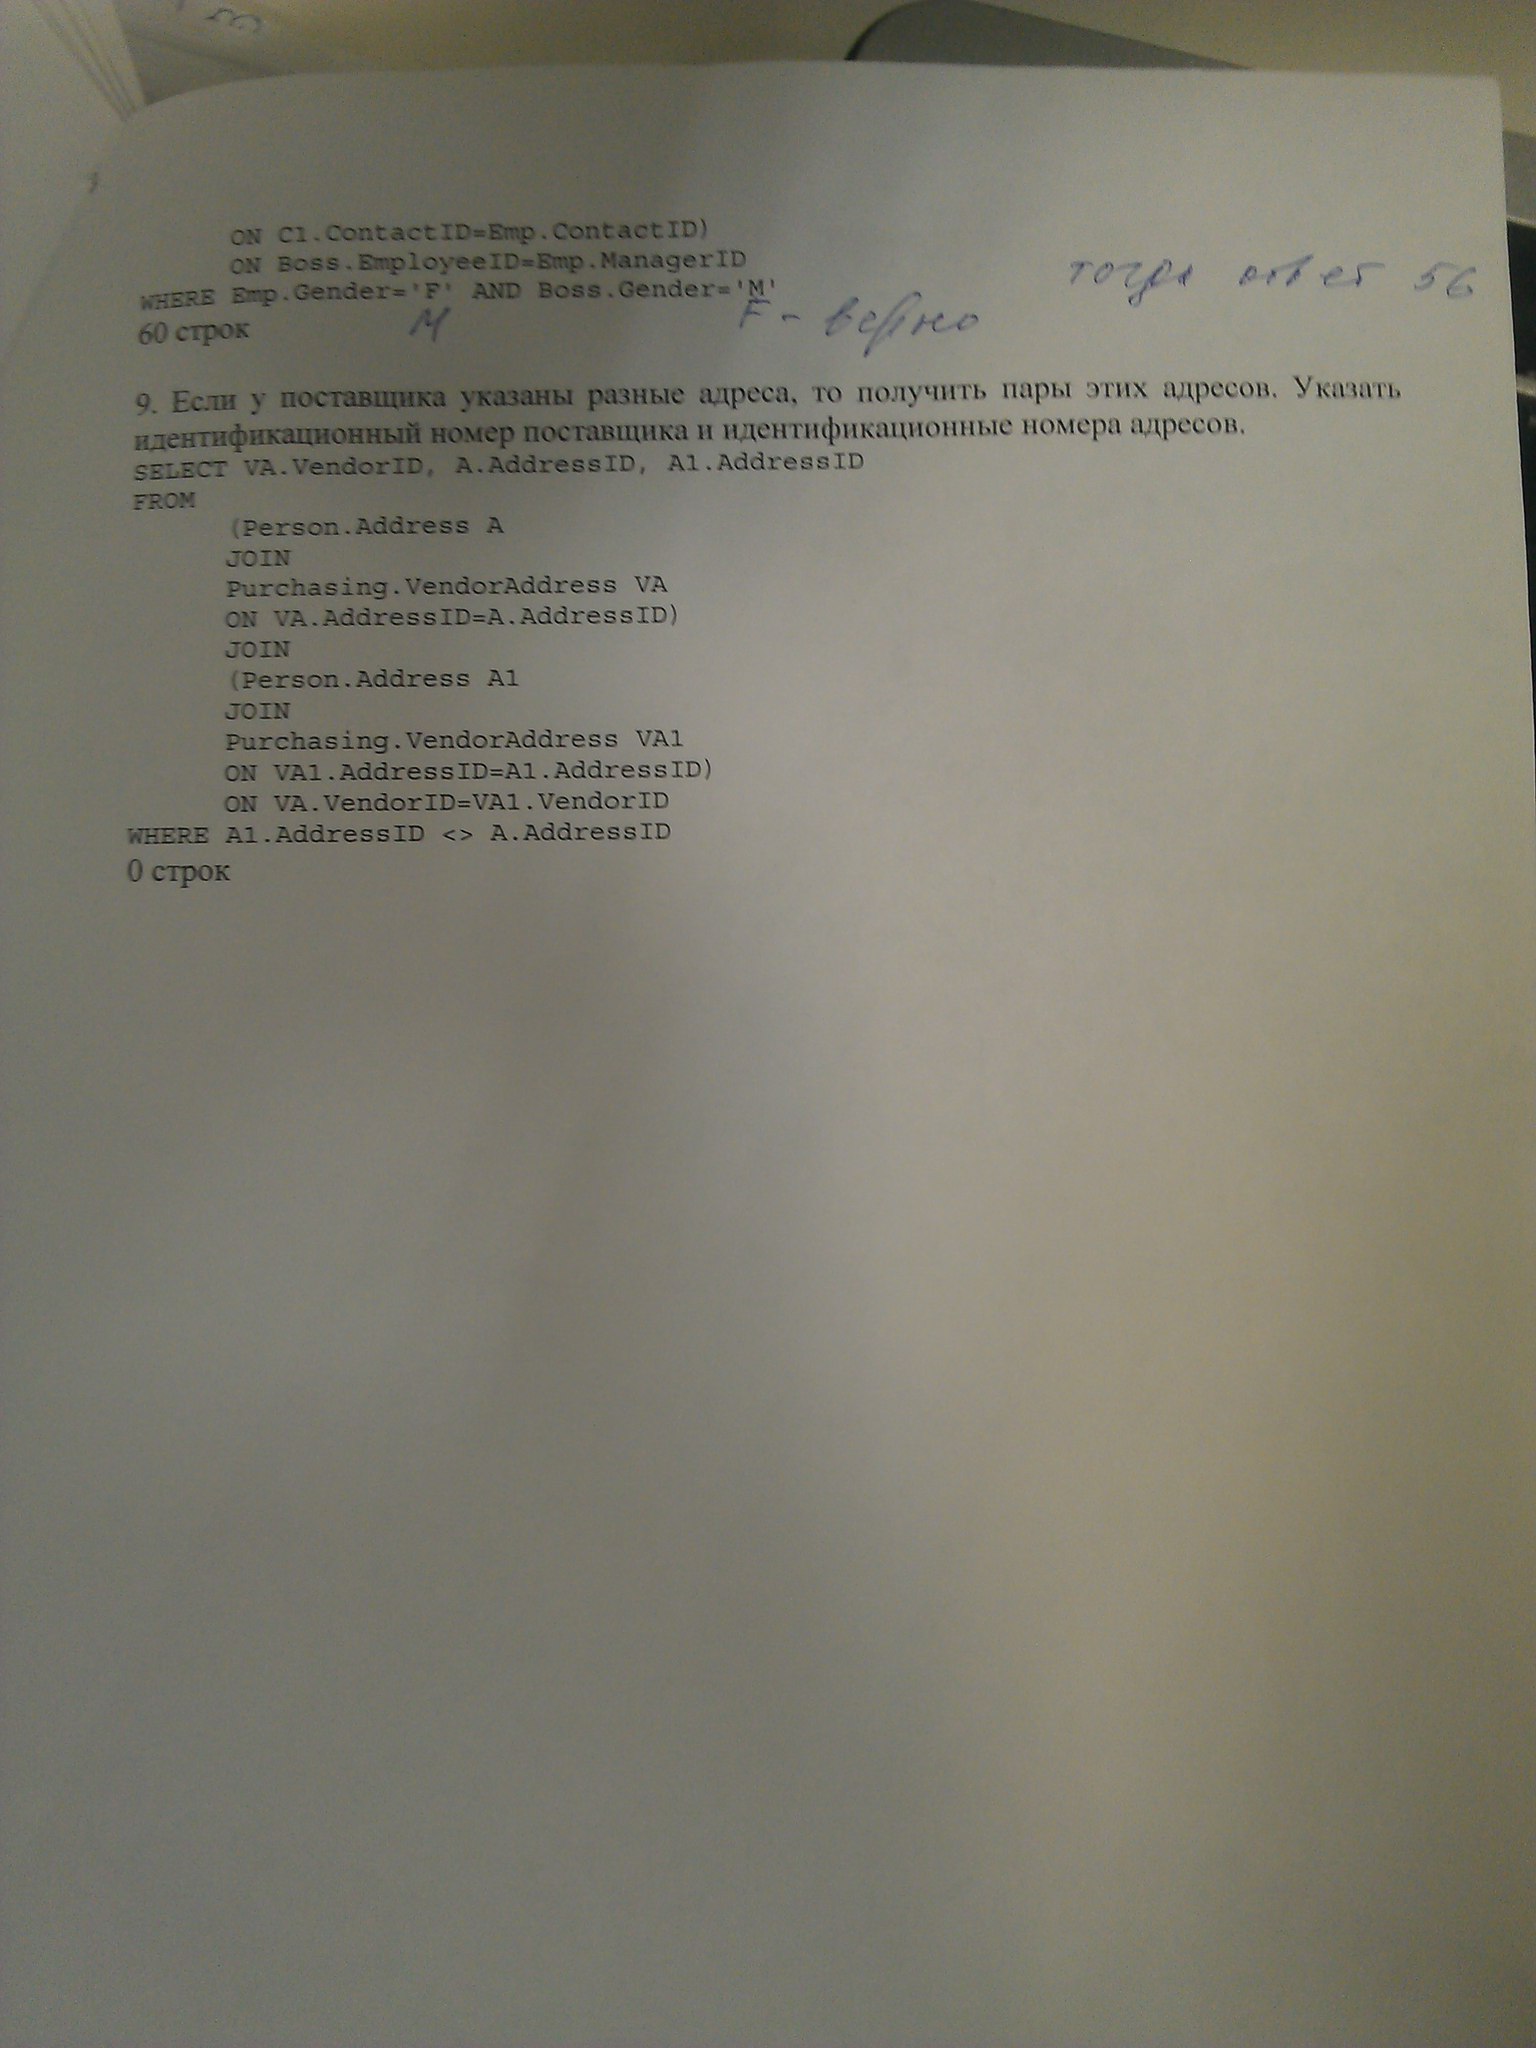 ON C1.ContactID=Emp.ContactID)
ON Boss.EmployeeID=Emp.ManagerID
WHERE Emp.Gender='F' AND Boss.Gender='M'
тогда ответ 56
60 строк
М
F - верно
9. Если у поставщика указаны разные адреса, то получить пары этих адресов. Указать
идентификационный номер поставщика и идентификационные номера адресов.
SELECT VA.VendorID, A.AddressID, A1.AddressID
FROM
(Person.Address A
JOIN
Purchasing.VendorAddress VA
ON VA.AddressID=A.AddressID)
JOIN
(Person.Address A1
JOIN
Purchasing.VendorAddress VA1
ON VA1.AddressID=A1.AddressID)
ON VA.VendorID=VA1.VendorID
WHERE A1.AddressID <> A.AddressID
0 строк